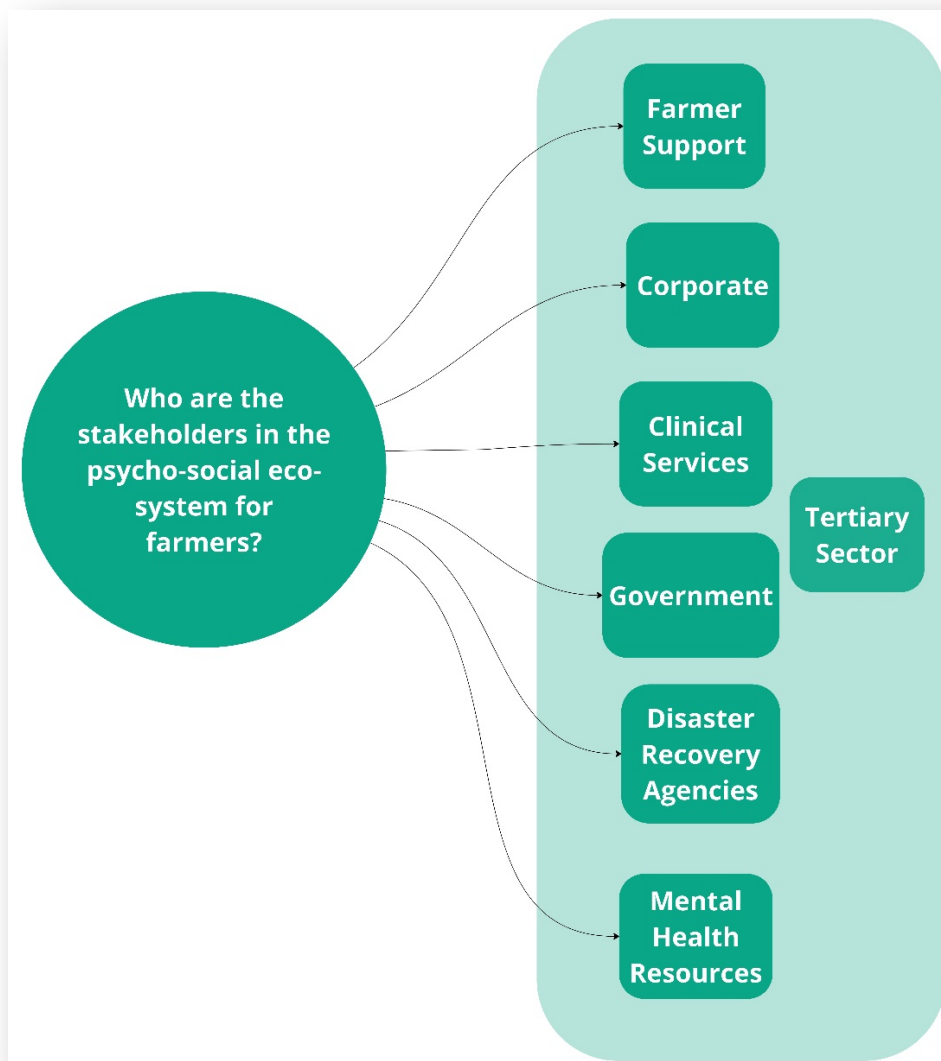 Who are the
stakeholders in the
psycho-social eco-
system for
farmers?
Farmer
Support
Corporate
Clinical
Services
Tertiary
Sector
Government
Disaster
Recovery
Agencies
Mental
Health
Resources